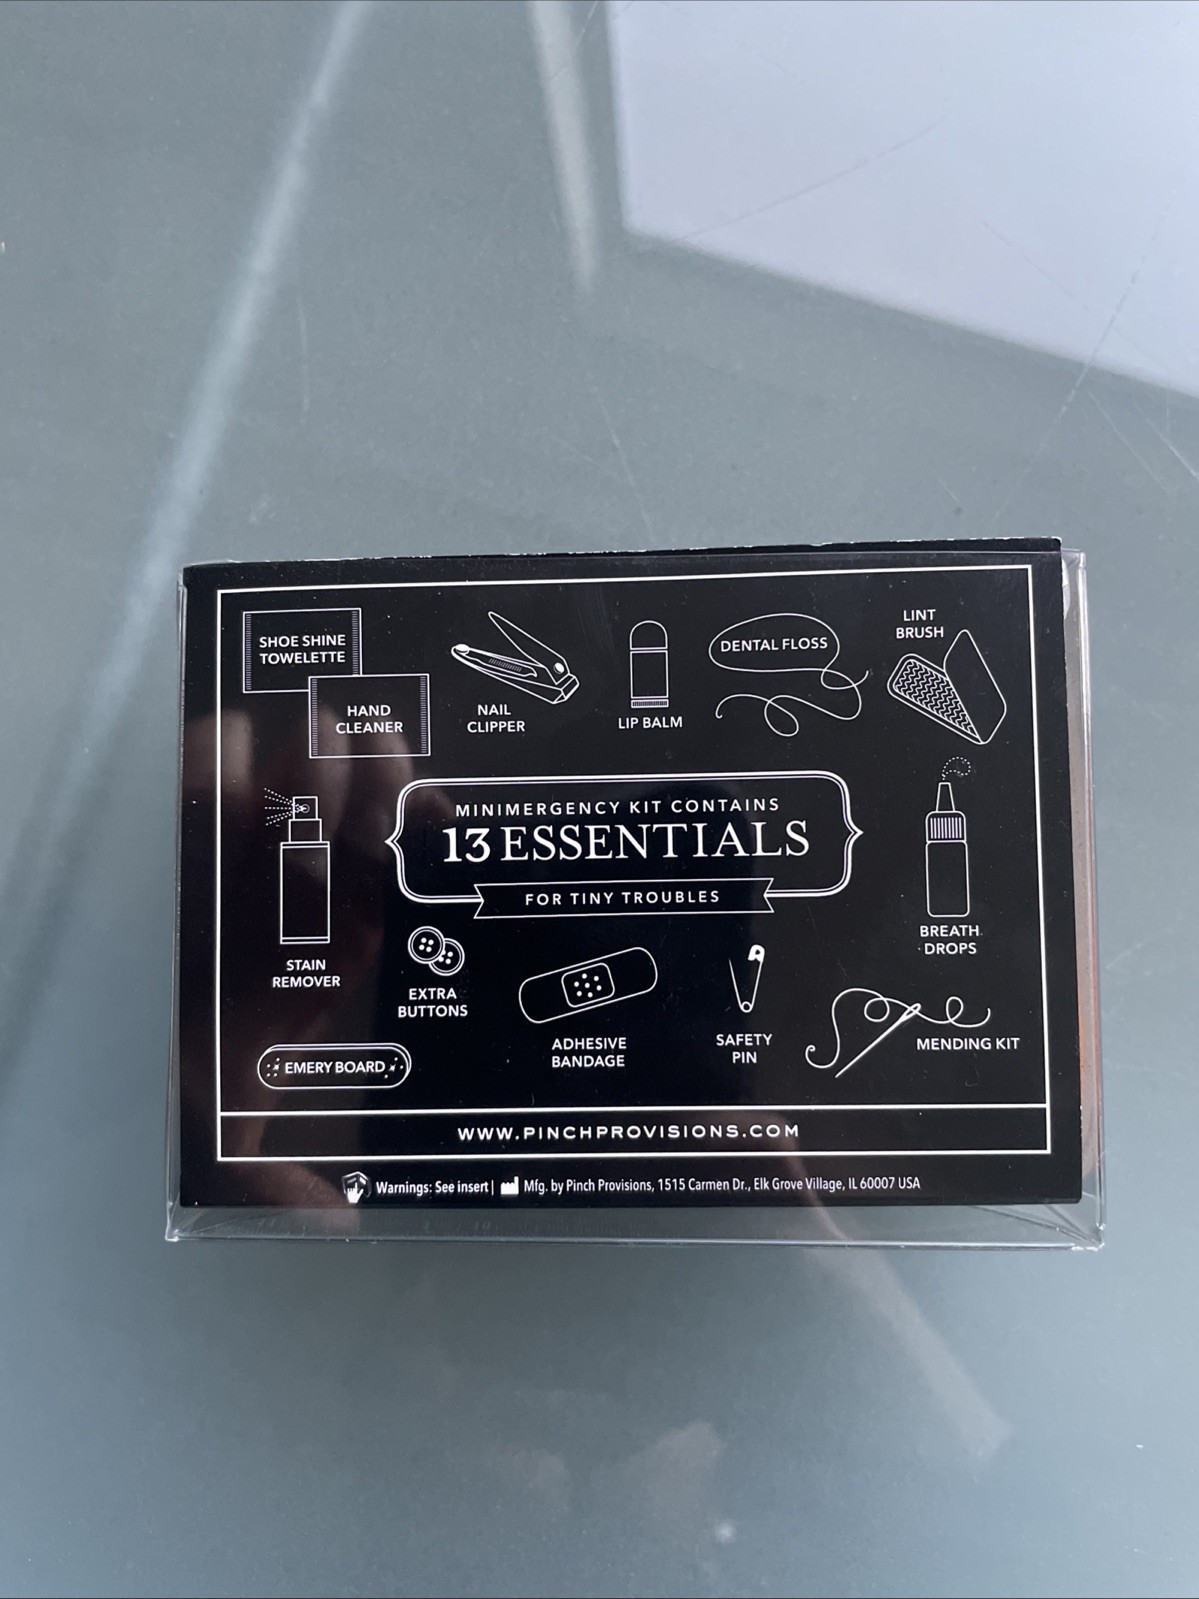 SHOE SHINE
TOWELETTE
HAND
CLEANER
NAIL
CLIPPER
LIP BALM
DENTAL FLOSS
LINT
BRUSH
MINIMERGENCY KIT CONTAINS
13 ESSENTIALS
FOR TINY TROUBLES
STAIN
REMOVER
EXTRA
BUTTONS
ADHESIVE
BANDAGE
SAFETY
PIN
BREATH
DROPS
MENDING KIT
EMERY BOARD
WWW.PINCHPROVISIONS.COM
Warnings: See insert | Mfg. by Pinch Provisions, 1515 Carmen Dr., Elk Grove Village, IL 60007 USA